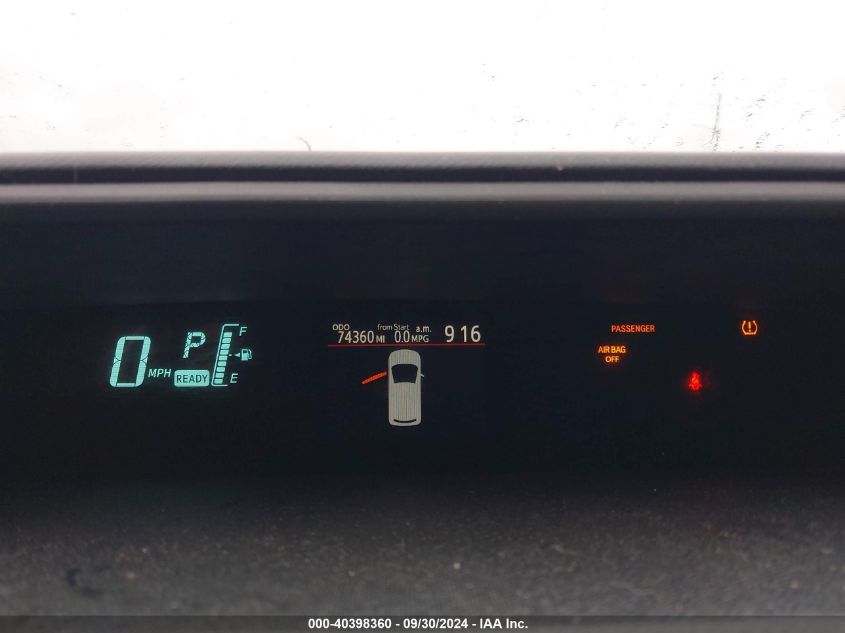 0 MPH
P
READY
F
E
ODO
74360 MI
from Start
0.0 MPG
a.m.
9 16
PASSENGER
AIR BAG
OFF
000-40398360 - 09/30/2024 - IAA Inc.